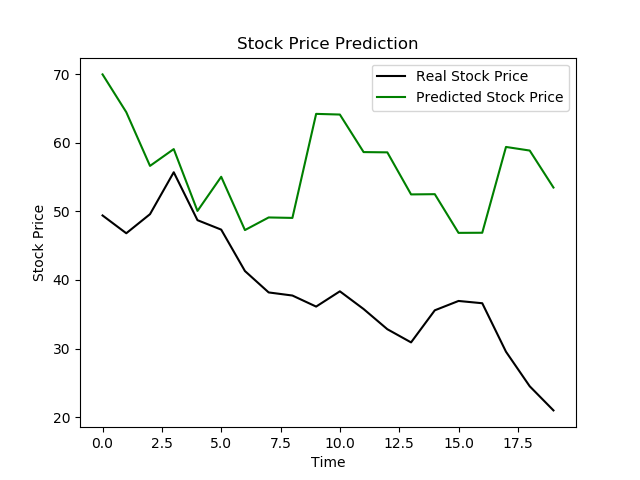 Stock Price Prediction
Real Stock Price
Predicted Stock Price
70
60
50
40
30
20
Stock Price
0.0 2.5 5.0 7.5 10.0 12.5 15.0 17.5
Time